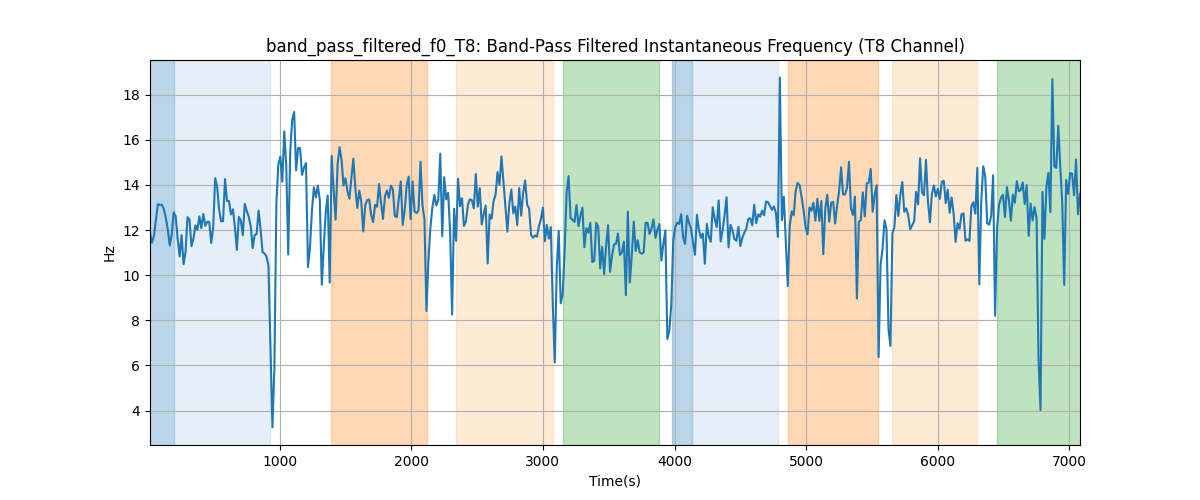 band_pass_filtered_f0_T8: Band-Pass Filtered Instantaneous Frequency (T8 Channel)
Hz
18
16
14
12
10
8
6
4
1000 2000 3000 4000 5000 6000 7000
Time(s)